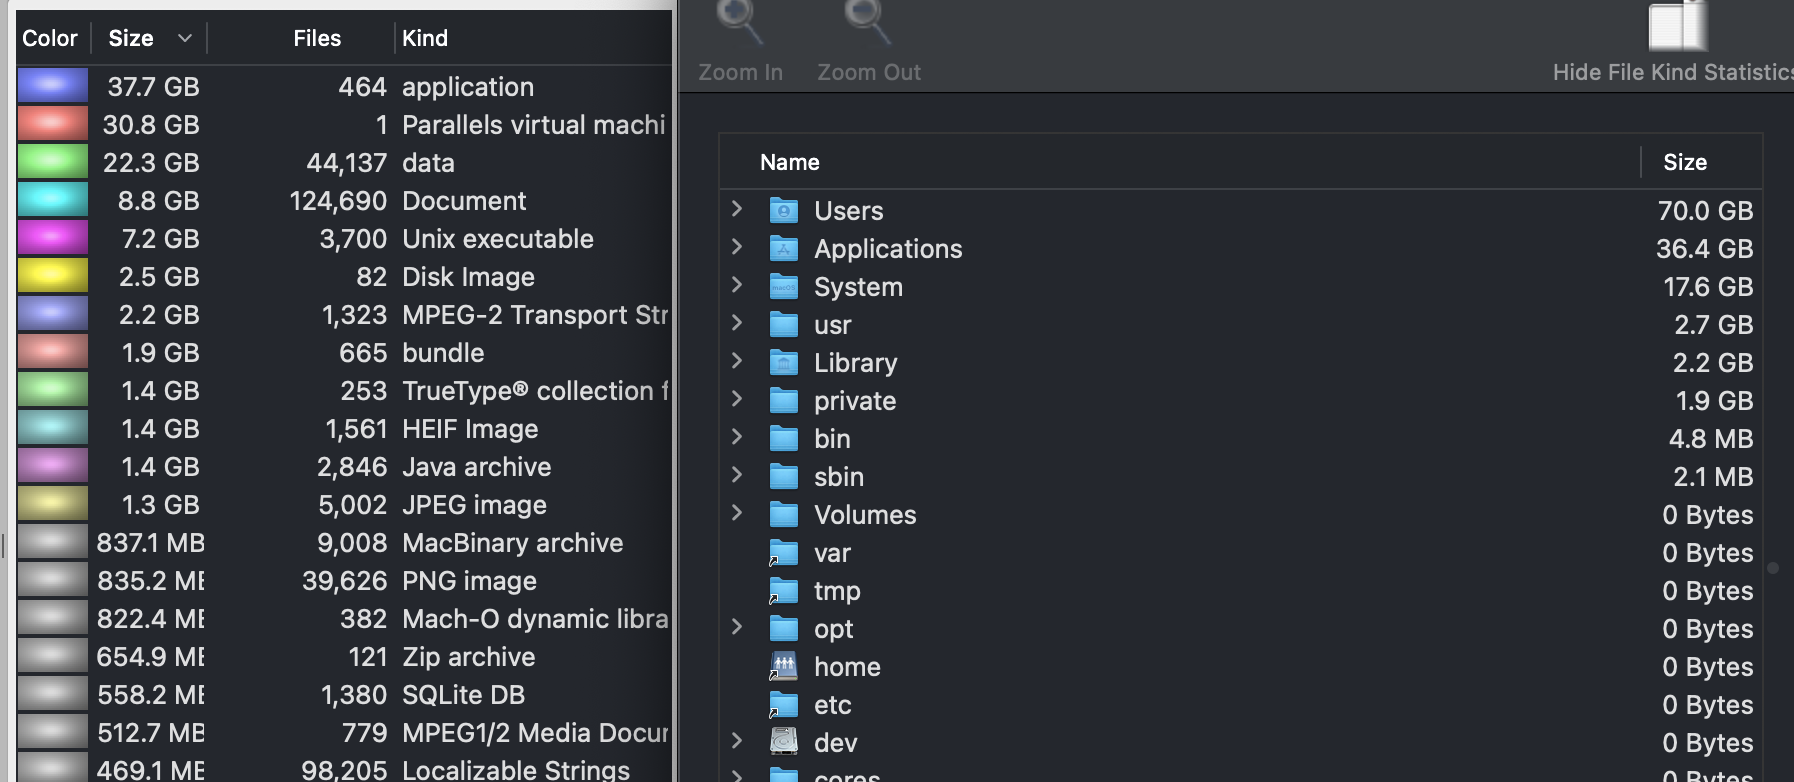 Color Size Files Kind
37.7 GB 464 application
30.8 GB 1 Parallels virtual machi
22.3 GB 44,137 data
8.8 GB 124,690 Document
7.2 GB 3,700 Unix executable
2.5 GB 82 Disk Image
2.2 GB 1,323 MPEG-2 Transport Str
1.9 GB 665 bundle
1.4 GB 253 TrueType® collection f
1.4 GB 1,561 HEIF Image
1.4 GB 2,846 Java archive
1.3 GB 5,002 JPEG image
837.1 MB 9,008 MacBinary archive
835.2 ME 39,626 PNG image
822.4 ME 382 Mach-O dynamic libra
654.9 ME 121 Zip archive
558.2 ME 1,380 SQLite DB
512.7 MB 779 MPEG1/2 Media Docur
469.1 ME 98,205 Localizable Strings
Zoom In Zoom Out Hide File Kind Statistics
Name Size
Users 70.0 GB
Applications 36.4 GB
macOS System 17.6 GB
usr 2.7 GB
Library 2.2 GB
private 1.9 GB
bin 4.8 MB
sbin 2.1 MB
Volumes 0 Bytes
var 0 Bytes
tmp 0 Bytes
opt 0 Bytes
home 0 Bytes
etc 0 Bytes
dev 0 Bytes
cores 0 Bytes